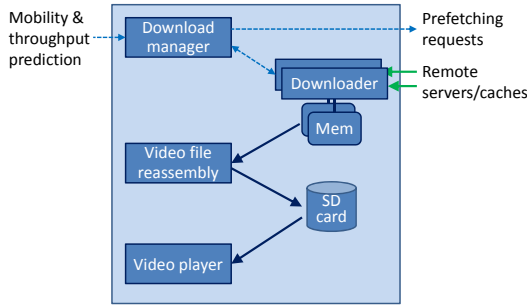 Mobility &
throughput
prediction
Download
manager
Prefetching
requests
Downloader
Remote
servers/caches
Mem
Video file
reassembly
SD
card
Video player